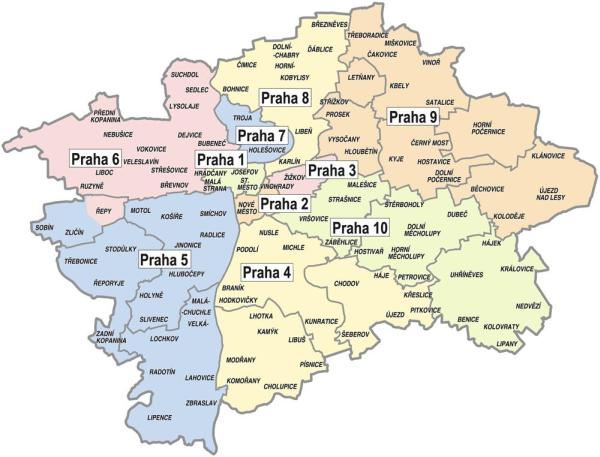 BŘEZINĚVES
ĎÁBLICE
DOLNÍ-
-CHABRY
HORNÍ-
ČIMICE
KOBYLISY
BOHNICE
Praha 8
STŘÍŽKOV
LIBEŇ
KARLÍN
TŘEBORADICE
MIŠKOVICE
ČAKOVICE
VINOŘ
LETŇANY
KBELY
SATALICE
PROSEK
Praha 9
HORNÍ
POČERNICE
VYSOČANY
HLOUBĚTÍN
ČERNÝ MOST
KYJE
HOSTAVICE
DOLNÍ
POČERNICE
KLÁNOVICE
BĚCHOVICE
ÚJEZD
NAD LESY
KOLODĚJE
SUCHDOL
SEDLEC
LYSOLAJE
PŘEDNÍ
KOPANINA
NEBUŠICE
DEJVICE
BUBENEČ
VOKOVICE
Praha 6
VELESLAVÍN
LIBOC
STŘEŠOVICE
RUZYNĚ
BŘEVNOV
ŘEPY
TROJA
Praha 7
HOLEŠOVICE
Praha 1
HRADČANY
MALÁ
STRANA
JOSEFOV
ST.
MĚSTO
Praha 3
ŽIŽKOV
VINOHRADY
NOVÉ
MĚSTO
Praha 2
MALEŠICE
STRAŠNICE
ŠTĚRBOHOLY
VRŠOVICE
Praha 10
DUBEČ
DOLNÍ
MĚCHOLUPY
ZÁBĚHLICE
HOSTIVAŘ
HORNÍ
MĚCHOLUPY
HÁJEK
PETROVICE
UHŘÍNĚVES
KRÁLOVICE
NEDVĚZÍ
BENICE
KOLOVRATY
LIPANY
SOBÍN
ZLIČÍN
MOTOL
KOŠÍŘE
SMÍCHOV
RADLICE
STODŮLKY
JINONICE
TŘEBONICE
Praha 5
HLUBOČEPY
ŘEPORYJE
HOLYNĚ
MALÁ-
-CHUCHLE
VELKÁ-
SLIVENEC
ZADNÍ
KOPANINA
LOCHKOV
RADOTÍN
LAHOVICE
ZBRASLAV
LIPENCE
NUSLE
PODOLÍ
MICHLE
Praha 4
BRANÍK
HODKOVIČKY
CHODOV
HÁJE
KŘESLICE
PITKOVICE
ÚJEZD
LHOTKA
KAMÝK
KUNRATICE
ŠEBEROV
LIBUŠ
MODŘANY
PÍSNICE
KOMOŘANY
CHOLUPICE